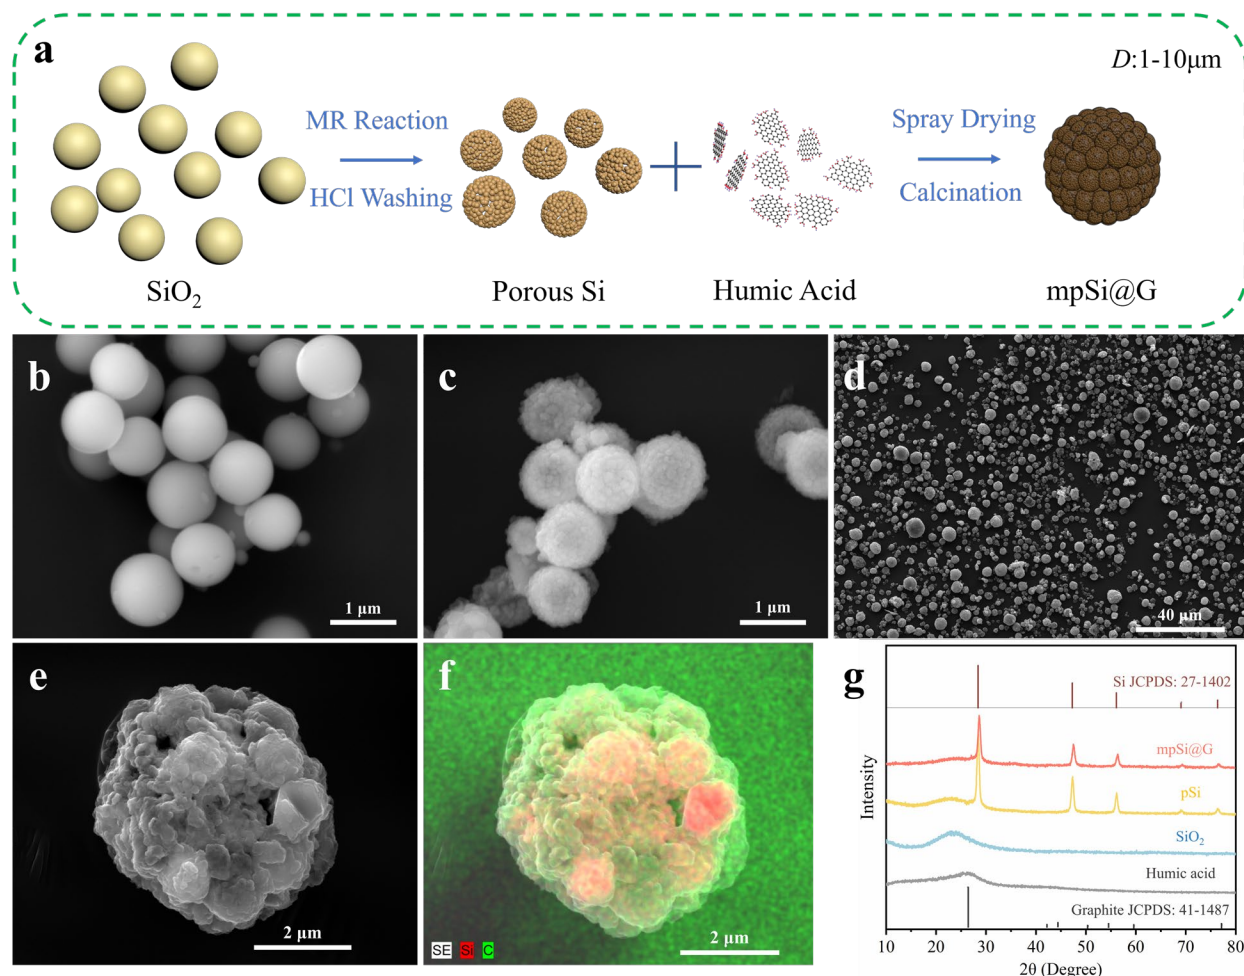 a
D:1-10μm
MR Reaction
HCl Washing
Spray Drying
Calcination
SiO₂
Porous Si
Humic Acid
mpSi@G
b
1 μm
c
1 μm
d
40 μm
e
2 μm
f
SE Si C
2 μm
g
Si JCPDS: 27-1402
mpSi@G
pSi
SiO₂
Humic acid
Graphite JCPDS: 41-1487
Intensity
10 20 30 40 50 60 70 80
2θ (Degree)